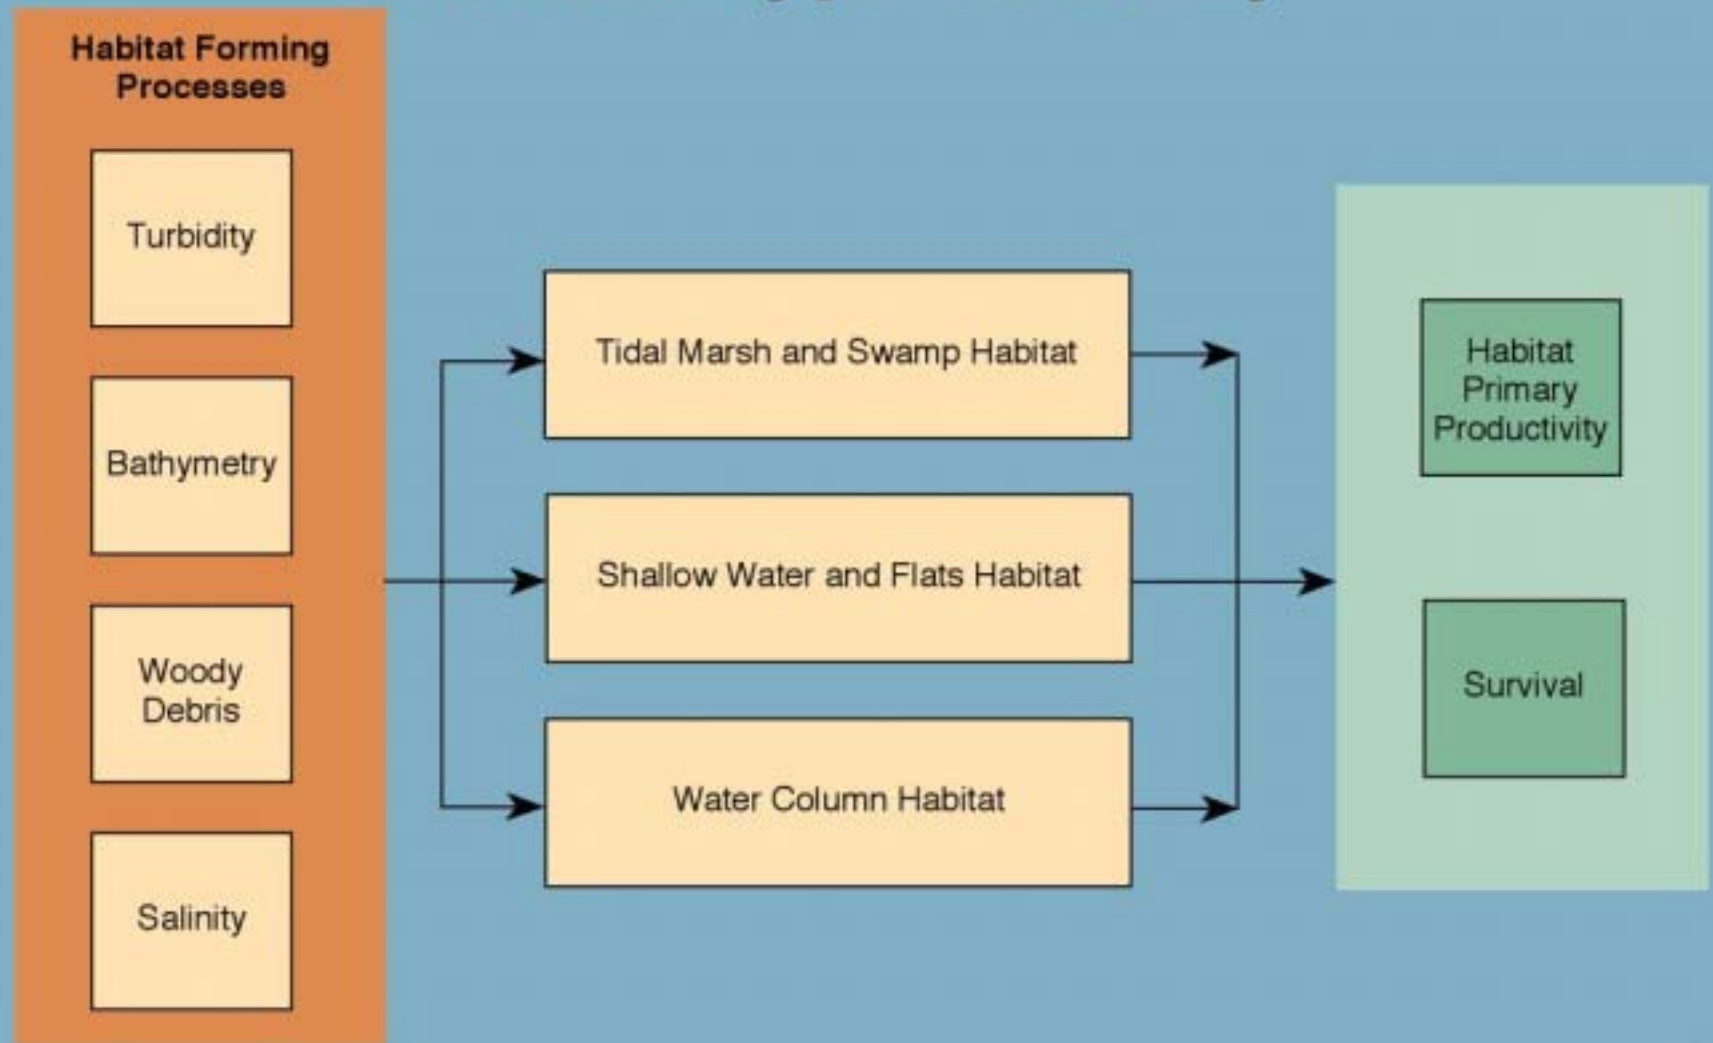 Habitat Forming
Processes
Turbidity
Bathymetry
Woody
Debris
Salinity
Tidal Marsh and Swamp Habitat
Shallow Water and Flats Habitat
Water Column Habitat
Habitat
Primary
Productivity
Survival